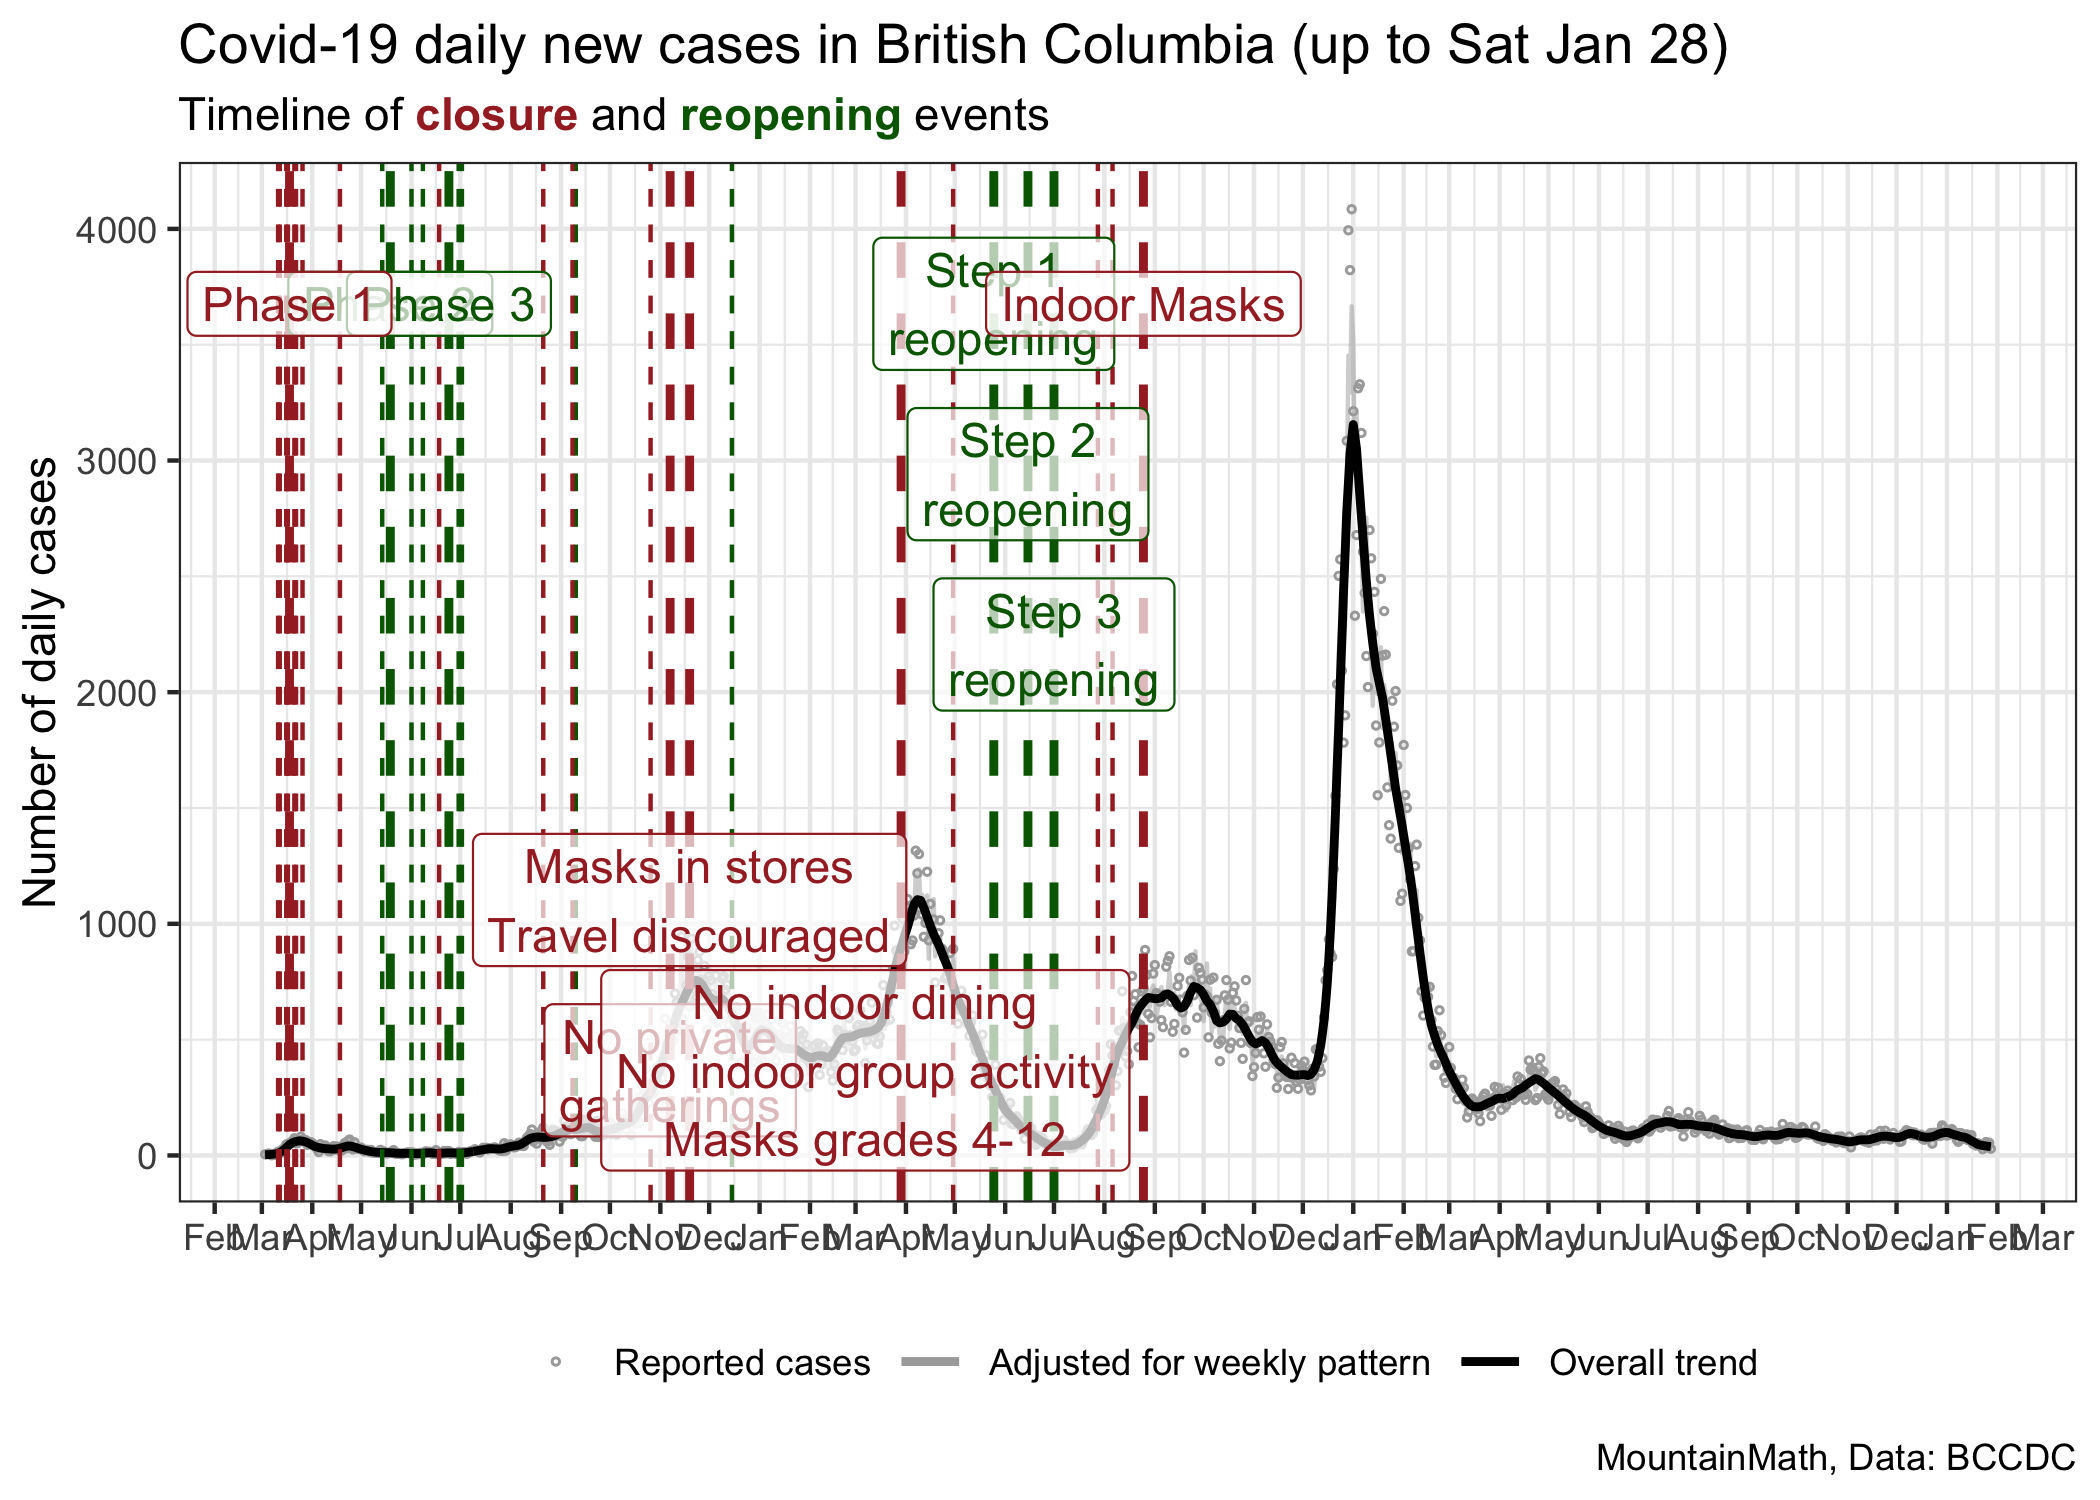 Covid-19 daily new cases in British Columbia (up to Sat Jan 28)
Timeline of closure and reopening events
Number of daily cases
4000
3000
2000
1000
0
Phase 1
Phase 2
Phase 3
Step 1
reopening
Indoor Masks
Step 2
reopening
Step 3
reopening
Masks in stores
Travel discouraged
No private
gatherings
No indoor dining
No indoor group activity
Masks grades 4-12
Feb Mar Apr May Jun Jul Aug Sep Oct Nov Dec Jan Feb Mar Apr May Jun Jul Aug Sep Oct Nov Dec Jan Feb Mar Apr May Jun Jul Aug Sep Oct Nov Dec Jan Feb Mar
Reported cases Adjusted for weekly pattern Overall trend
MountainMath, Data: BCCDC